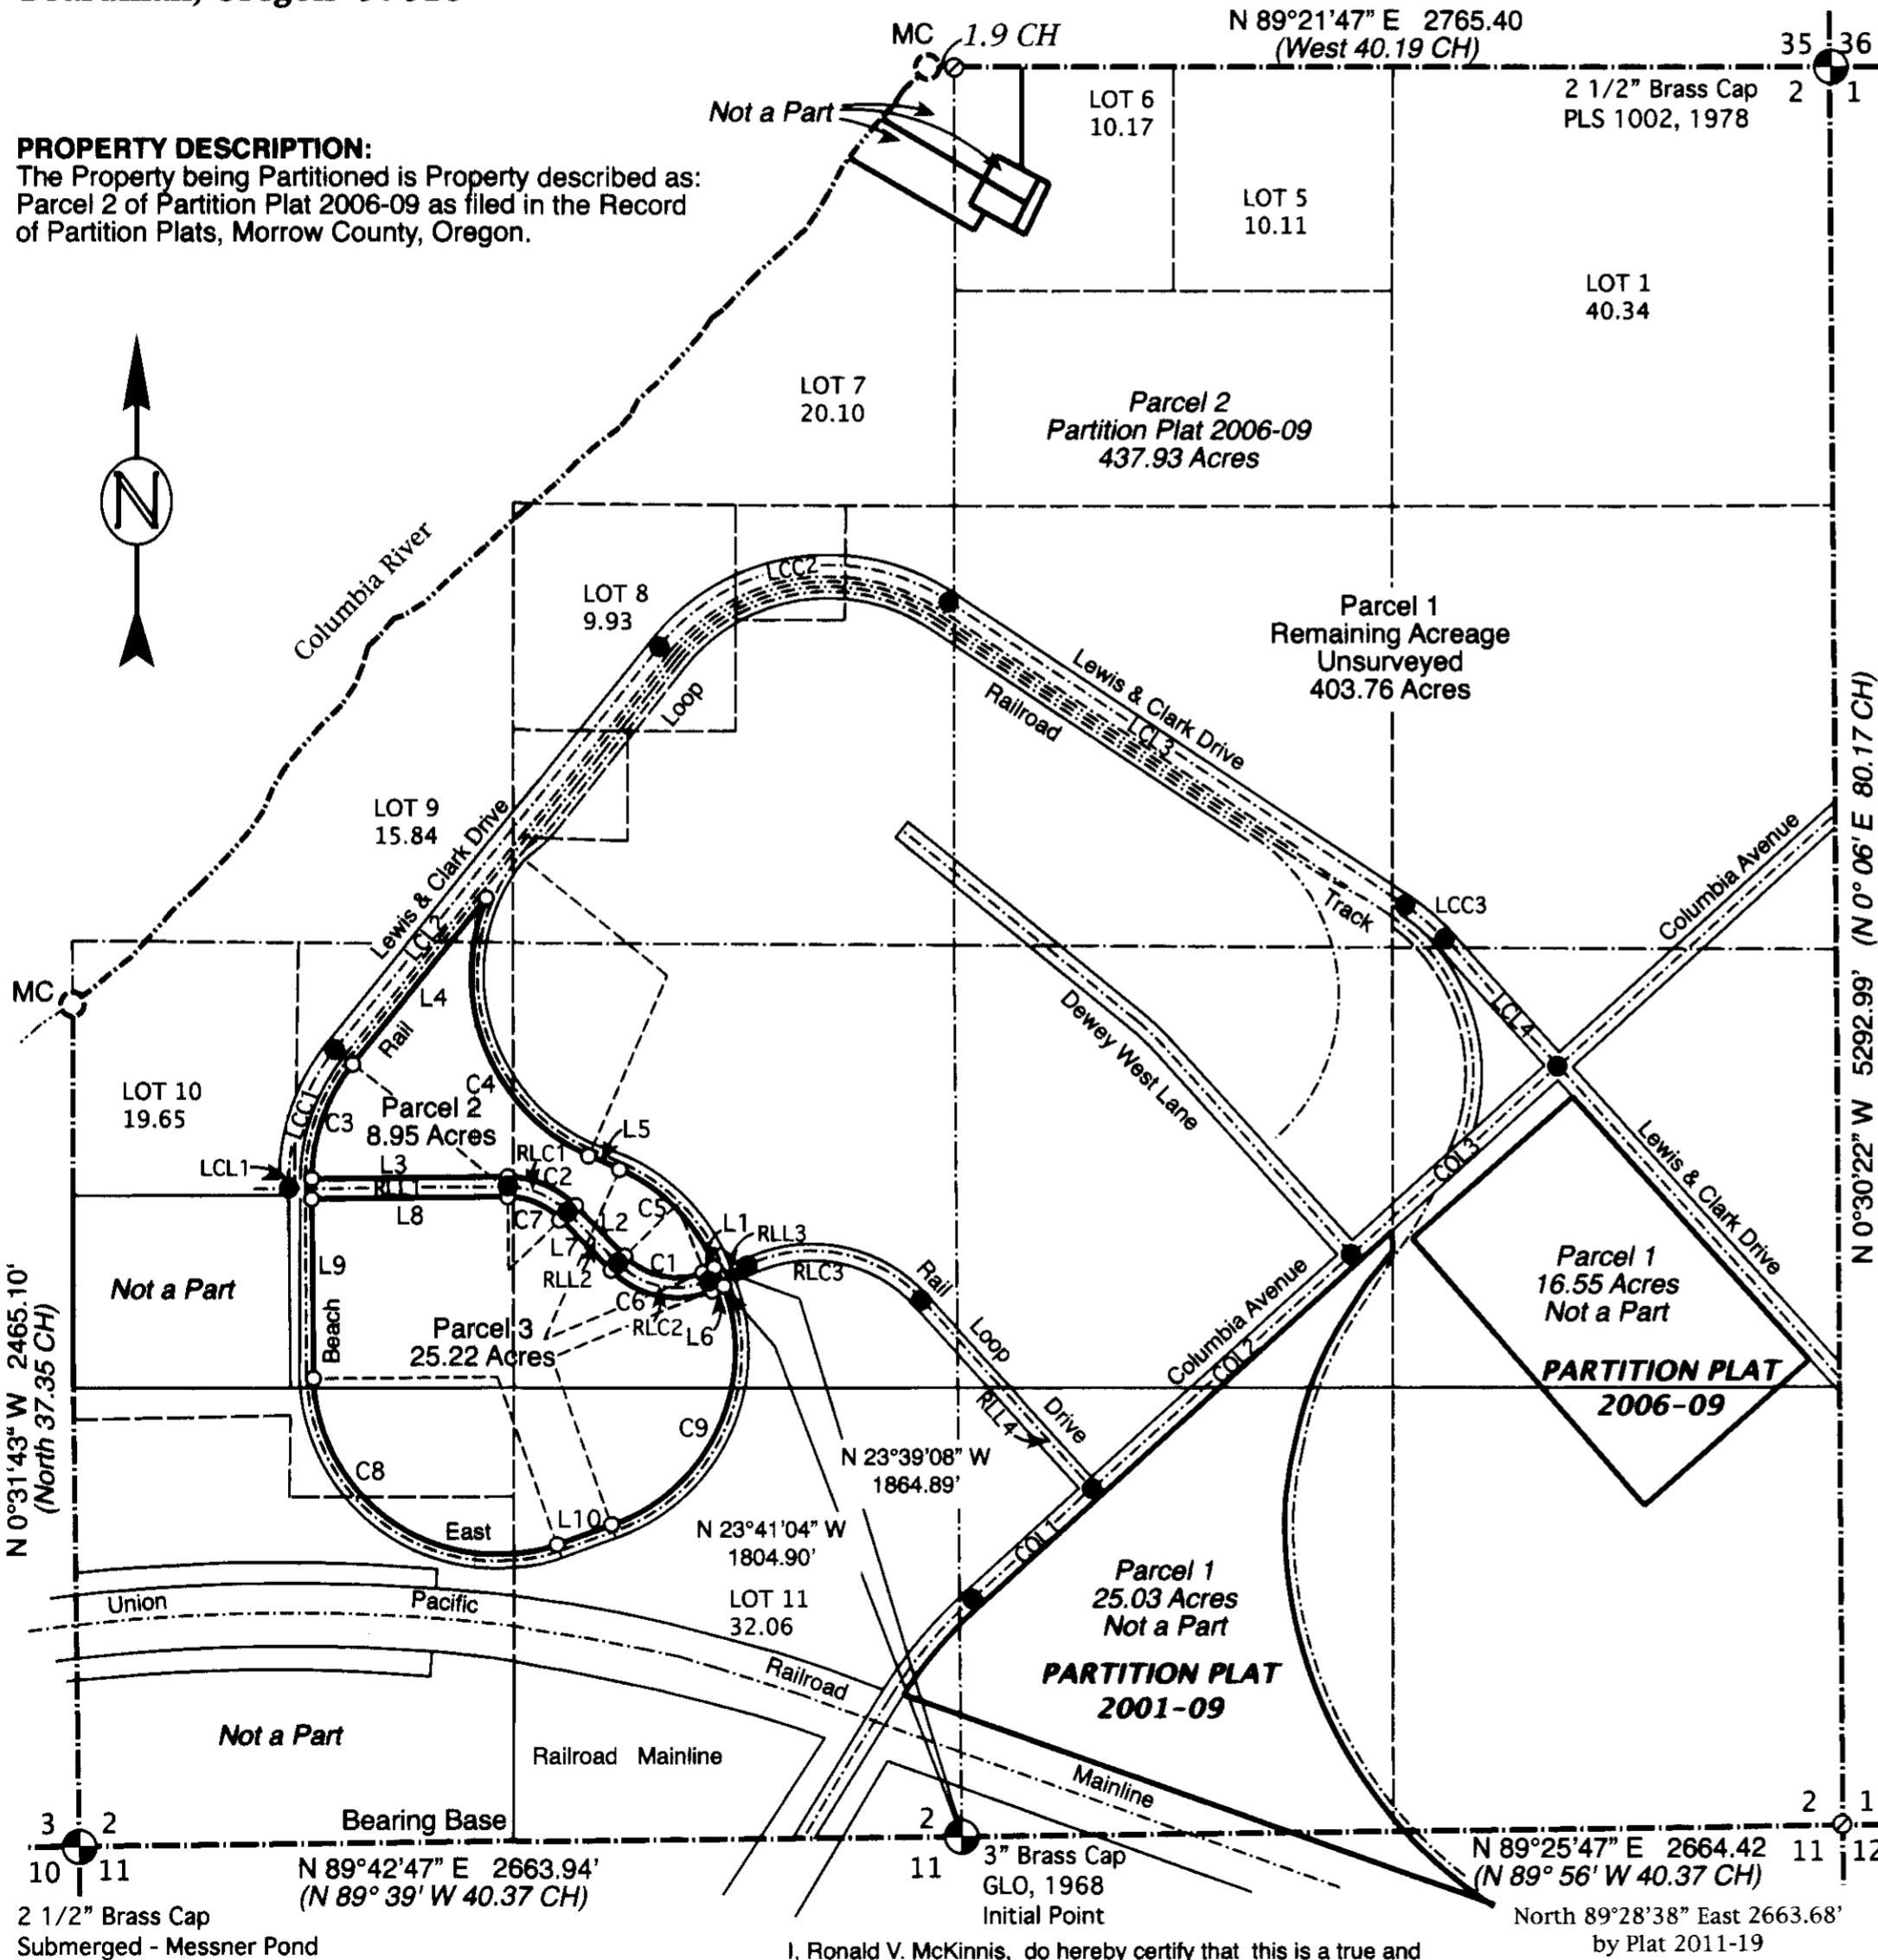 MC
1.9 CH
N 89°21'47" E 2765.40
(West 40.19 CH)
35 36
2 1
2 1/2" Brass Cap
PLS 1002, 1978
Not a Part
LOT 6
10.17
PROPERTY DESCRIPTION:
The Property being Partitioned is Property described as:
Parcel 2 of Partition Plat 2006-09 as filed in the Record
of Partition Plats, Morrow County, Oregon.
LOT 5
10.11
LOT 1
40.34
LOT 7
20.10
Parcel 2
Partition Plat 2006-09
437.93 Acres
N
Columbia River
LOT 8
9.93
LCC2
Parcel 1
Remaining Acreage
Unsurveyed
403.76 Acres
Lewis & Clark Drive
LCL3
Railroad
Loop
N 0°30'22" W 5292.99' (N 0° 06' E 80.17 CH)
LOT 9
15.84
Lewis & Clark Drive
LCL2
Columbia Avenue
LCC3
Track
MC
L4
Rail
Dewey West Lane
LCL4
C4
LOT 10
19.65
LCC1
C3
Parcel 2
8.95 Acres
L5
Lewis & Clark Drive
LCL1
L3
RLC1
C2
RLL1
L8
C7
L2
C5
L1
RLL3
COL3
L7
C1
RLC3
RLL2
C6
RLC2
L6
Not a Part
L9
Beach
Parcel 3
25.22 Acres
Rail
Loop
Drive
RLL4
Columbia Avenue
COL2
Parcel 1
16.55 Acres
Not a Part
PARTITION PLAT
2006-09
N 0°31'43" W 2465.10'
(North 37.35 CH)
C9
C8
N 23°39'08" W
1864.89'
L10
East
N 23°41'04" W
1804.90'
COL1
Parcel 1
25.03 Acres
Not a Part
PARTITION PLAT
2001-09
Union
Pacific
LOT 11
32.06
Railroad
Mainline
Not a Part
Railroad Mainline
3 2
10 11
Bearing Base
N 89°42'47" E 2663.94'
(N 89° 39' W 40.37 CH)
2
11
3" Brass Cap
GLO, 1968
Initial Point
2 1
11 12
N 89°25'47" E 2664.42
(N 89° 56' W 40.37 CH)
North 89°28'38" East 2663.68'
by Plat 2011-19
2 1/2" Brass Cap
Submerged - Messner Pond
I, Ronald V. McKinnis, do hereby certify that this is a true and